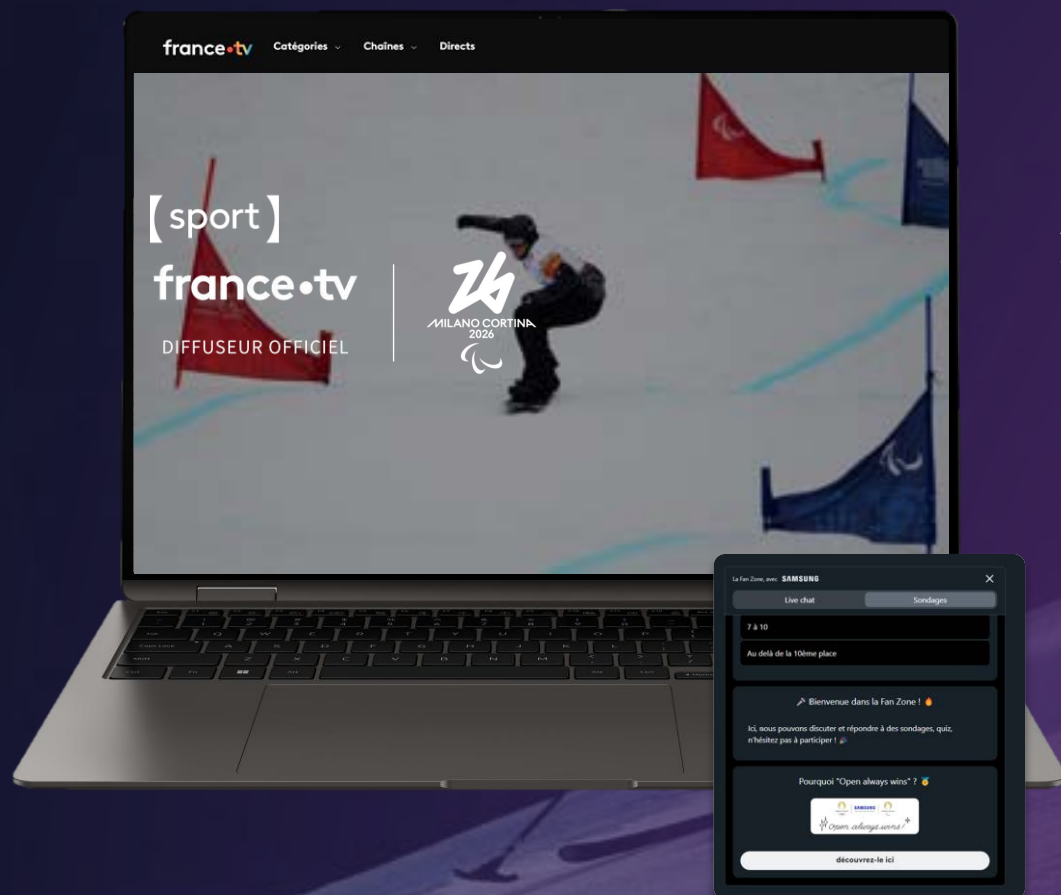 france•tv Catégories Chaînes Directs
[sport]
france•tv
DIFFUSEUR OFFICIEL
26
MILANO CORTINA
2026
La Fan Zone, avec SAMSUNG
Live chat Sondages
7 à 10
Au delà de la 10ème place
Bienvenue dans la Fan Zone !
Ici, nous pouvons discuter et répondre à des sondages, quiz,
n'hésitez pas à participer !
Pourquoi "Open always wins" ?
SAMSUNG
Open always wins!
découvrez-le ici